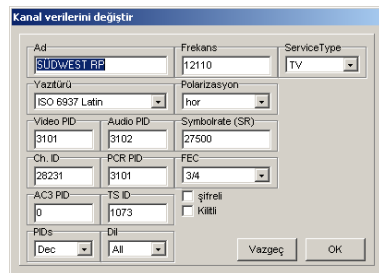 Kanal verilerini değiştir
Ad Frekans ServiceType
SÜDWEST RP 12110 TV
Yazıtürü Polarizasyon
ISO 6937 Latin hor
Video PID Audio PID Symbolrate (SR)
3101 3102 27500
Ch. ID PCR PID FEC
28231 3101 3/4
AC3 PID TS ID şifreli
0 1073 Kilitli
PIDs Dil
Dec All Vazgeç OK